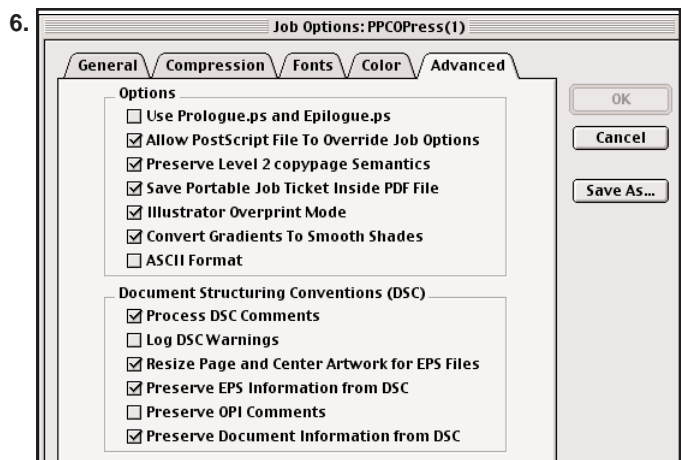 6.
Job Options: PPCOPress(1)
General Compression Fonts Color Advanced
Options
Use Prologue.ps and Epilogue.ps
Allow PostScript File To Override Job Options
Preserve Level 2 copypage Semantics
Save Portable Job Ticket Inside PDF File
Illustrator Overprint Mode
Convert Gradients To Smooth Shades
ASCII Format
OK
Cancel
Save As...
Document Structuring Conventions (DSC)
Process DSC Comments
Log DSC Warnings
Resize Page and Center Artwork for EPS Files
Preserve EPS Information from DSC
Preserve OPI Comments
Preserve Document Information from DSC